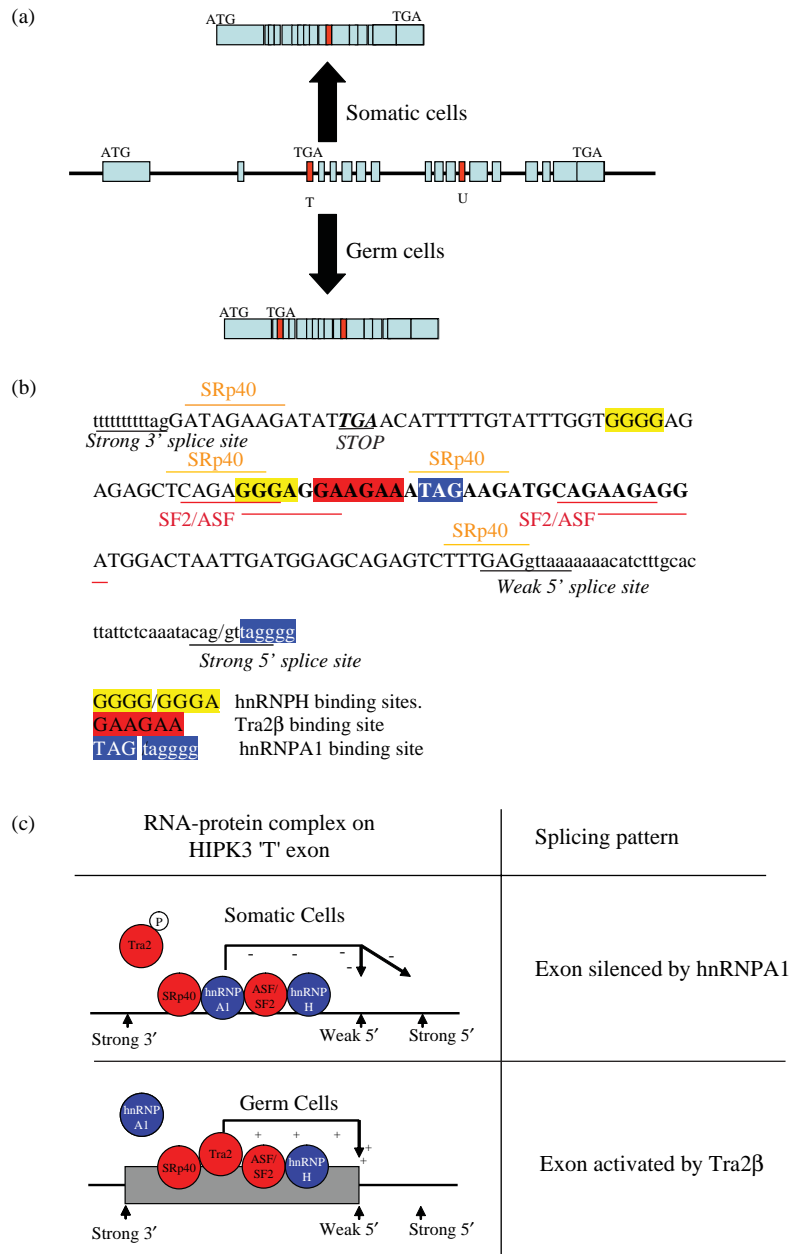 (a)
ATG
TGA
Somatic cells
ATG
TGA
TGA
T
U
Germ cells
ATG
TGA
TGA
(b)
SRp40
ttttttttttttagGATAGAAGATATTGAACATTTTTGTATTTGGTGGGGAG
Strong 3' splice site
STOP
SRp40
SRp40
AGAGCTCAGAGGGAGGAAGAAATAGAAGATGCAGAAGAGG
SF2/ASF
SF2/ASF
SRp40
ATGGACTAATTGATGGAGCAGAGTCTTTGAGgttaaaaaaacatctttgcac
Weak 5' splice site
ttattctcaaatacag/gttagggg
Strong 5' splice site
GGGG/GGGA hnRNPH binding sites.
GAAGAA Tra2β binding site
TAG tagggg hnRNPA1 binding site
(c)
RNA-protein complex on
HIPK3 'T' exon
Splicing pattern
Somatic Cells
P
Tra2
- - - - -
SRp40
hnRNP
A1
ASF/
SF2
hnRNP
H
Strong 3′
Weak 5′
Strong 5′
Exon silenced by hnRNPA1
Germ Cells
hnRNP
A1
+ + + + +
SRp40
Tra2
ASF/
SF2
hnRNP
H
Strong 3′
Weak 5′
Strong 5′
Exon activated by Tra2β